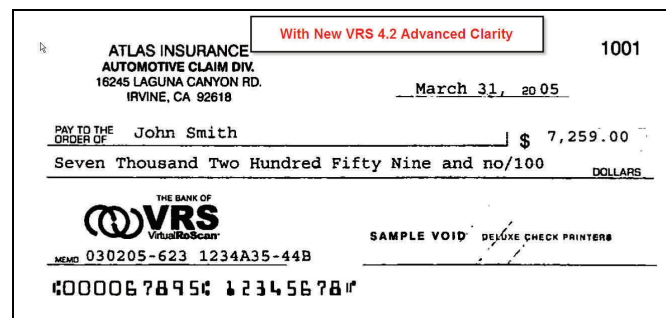 With New VRS 4.2 Advanced Clarity
ATLAS INSURANCE
AUTOMOTIVE CLAIM DIV.
16245 LAGUNA CANYON RD.
IRVINE, CA 92618
1001
March 31, 20 05
PAY TO THE
ORDER OF John Smith $ 7,259.00
Seven Thousand Two Hundred Fifty Nine and no/100 DOLLARS
THE BANK OF
VRS
VirtualReScan
SAMPLE VOID DELUXE CHECK PRINTERS
MEMO 030205-623 1234A35-44B
⑆000067895⑆ 12345678⑈